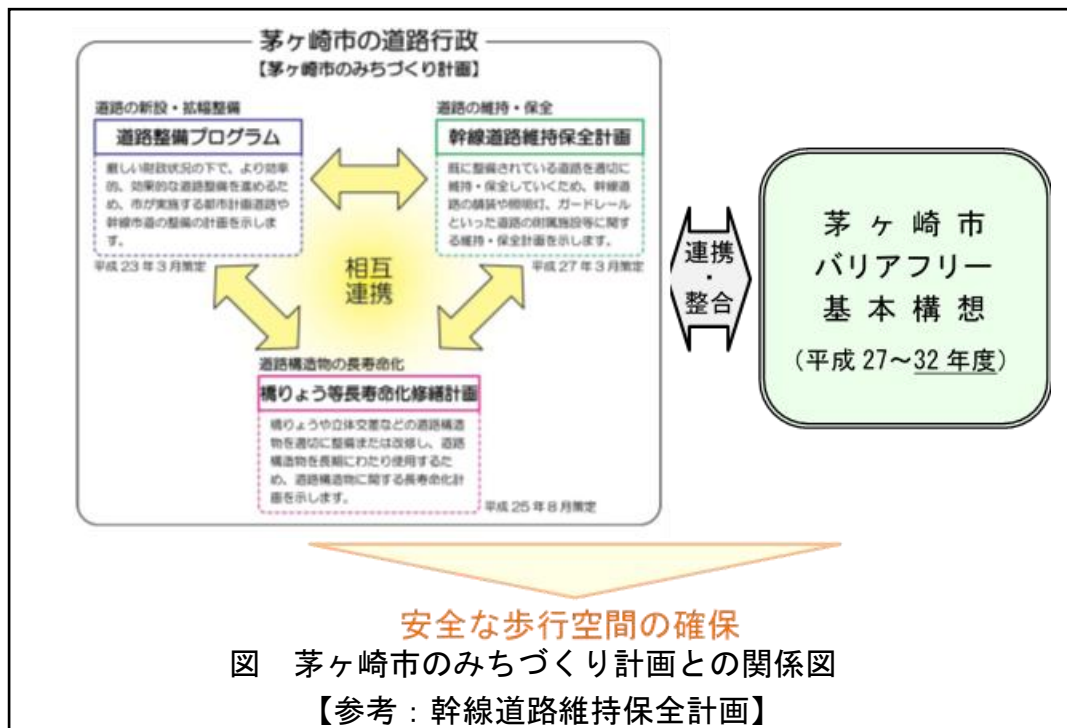 茅ヶ崎市の道路行政
【茅ヶ崎市のみちづくり計画】
道路の新設・拡幅整備
道路整備プログラム
厳しい財政状況の下で、より効率
的、効果的な道路整備を進めるた
め、市が実施する都市計画道路や
幹線市道の整備の計画を示しま
す。
平成23年3月策定
道路の維持・保全
幹線道路維持保全計画
既に整備されている道路を適切に
維持・保全していくため、幹線道
路の舗装や照明灯、ガードレール
といった道路の附属施設等に関す
る維持・保全計画を示します。
平成27年3月策定
相互
連携
道路構造物の長寿命化
橋りょう等長寿命化修繕計画
橋りょうや立体交差などの道路構造
物を適切に整備または改修し、道路
構造物を長期にわたり使用するた
め、道路構造物に関する長寿命化計
画を示します。
平成25年8月策定
連携
・
整合
茅ヶ崎市
バリアフリー
基本構想
（平成27～32年度）
安全な歩行空間の確保
図　茅ヶ崎市のみちづくり計画との関係図
【参考：幹線道路維持保全計画】